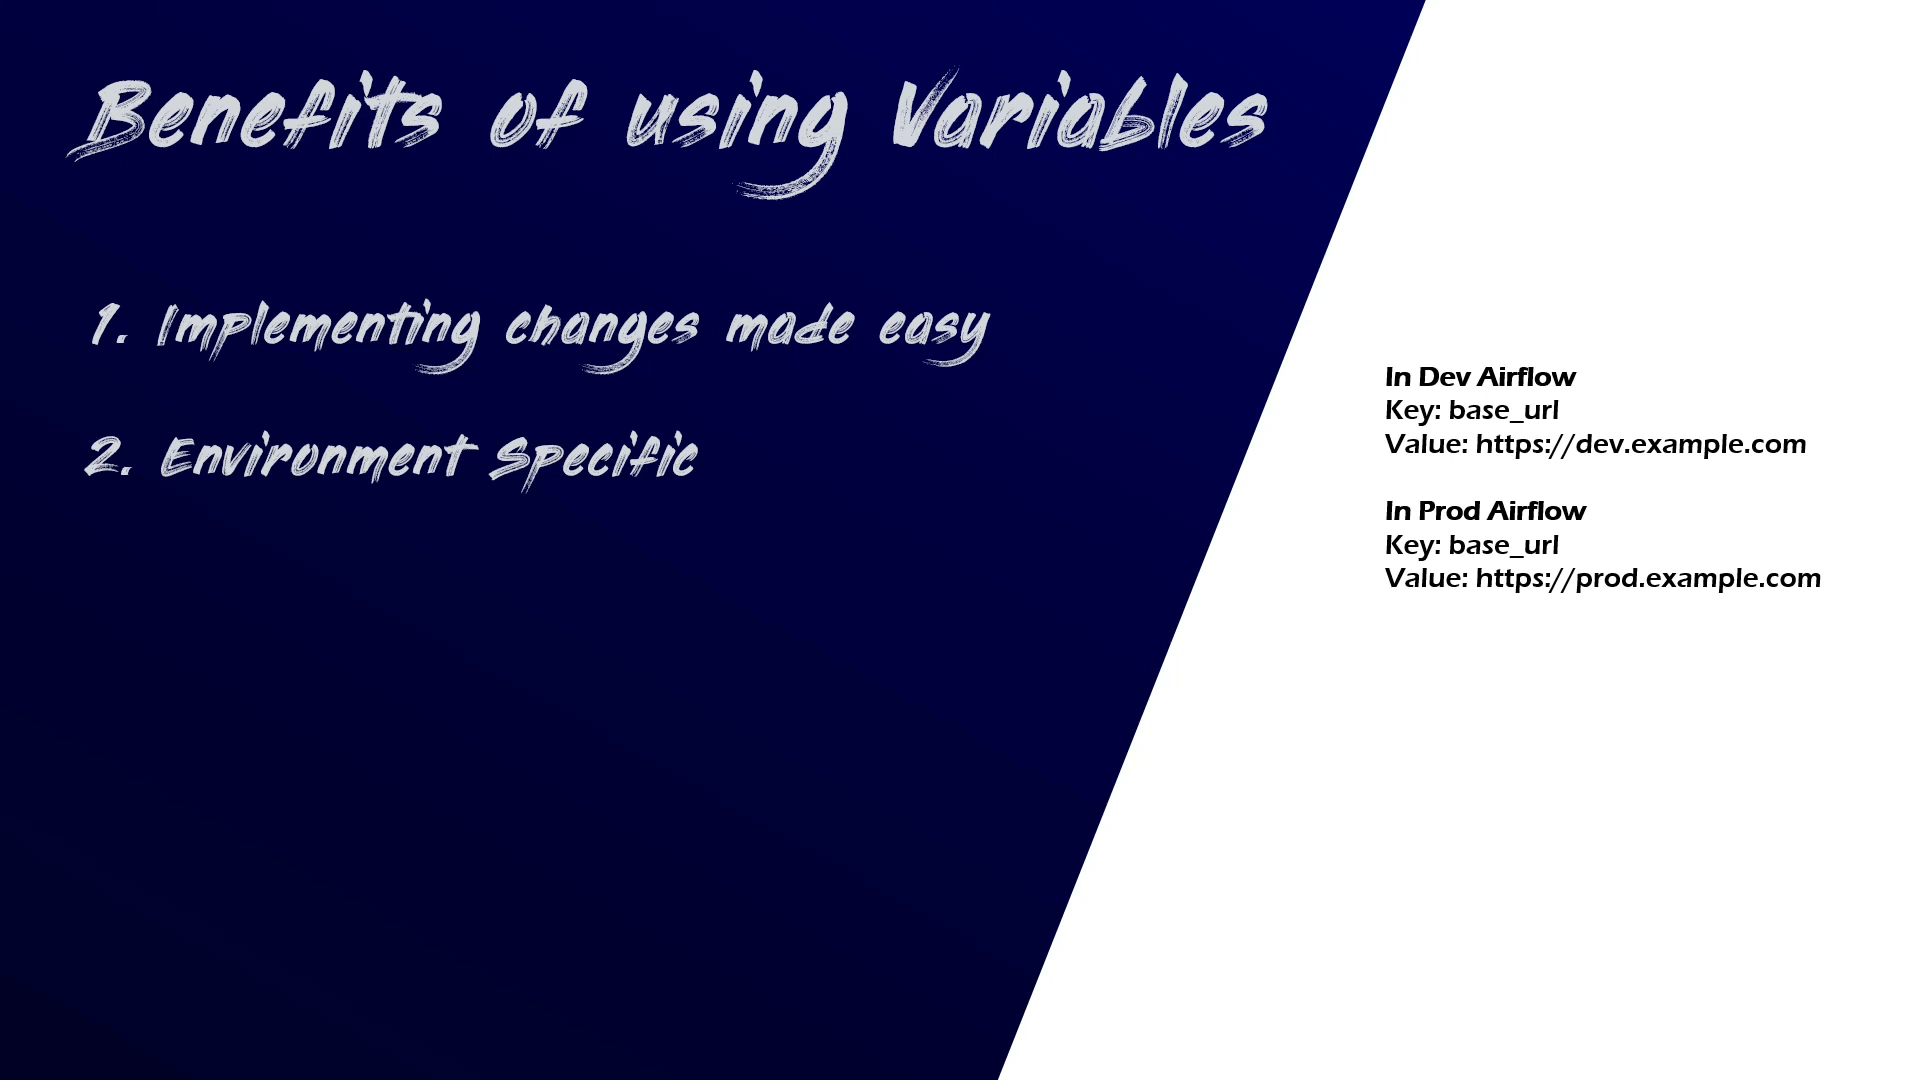 Benefits of using Variables
1. Implementing changes made easy
2. Environment Specific
In Dev Airflow
Key: base_url
Value: https://dev.example.com
In Prod Airflow
Key: base_url
Value: https://prod.example.com